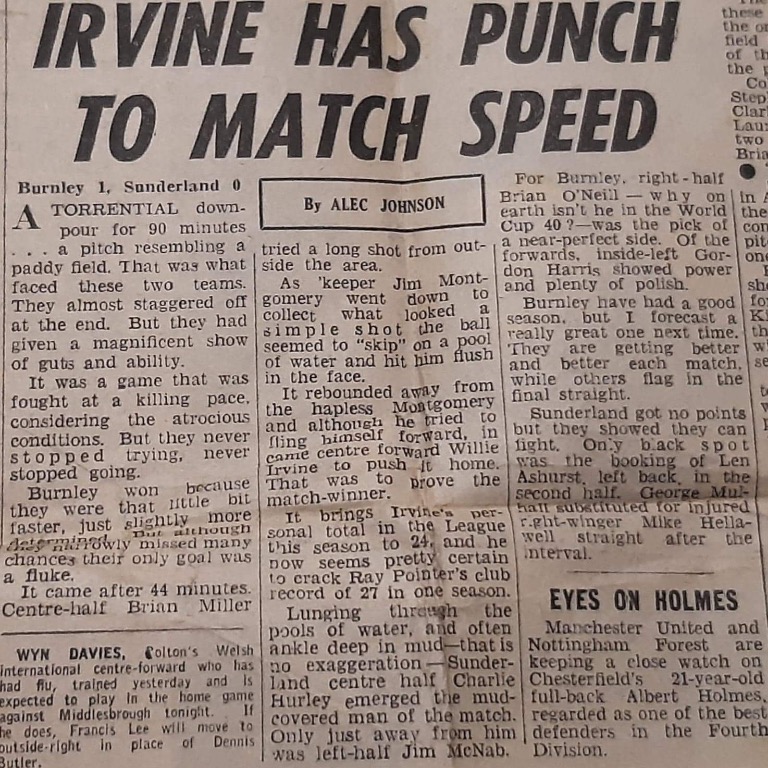 IRVINE HAS PUNCH
TO MATCH SPEED
Burnley 1, Sunderland 0
A TORRENTIAL down-
pour for 90 minutes
. . . a pitch resembling a
paddy field. That was what
faced these two teams.
They almost staggered off
at the end. But they had
given a magnificent show
of guts and ability.
It was a game that was
fought at a killing pace,
considering the atrocious
conditions. But they never
stopped trying, never
stopped going.
Burnley won because
they were that little bit
faster, just slightly more
determined. But although
they narrowly missed many
chances their only goal was
a fluke.
It came after 44 minutes.
Centre-half Brian Miller
WYN DAVIES, Colton's Welsh
international centre-forward who has
had flu, trained yesterday and is
expected to play in the home game
against Middlesbrough tonight. If
he does, Francis Lee will move to
outside-right in place of Dennis
Butler.
By ALEC JOHNSON
tried a long shot from out-
side the area.
As 'keeper Jim Mont-
gomery went down to
collect what looked a
simple shot the ball
seemed to "skip" on a pool
of water and hit him flush
in the face.
It rebounded away from
the hapless Montgomery
and although he tried to
fling himself forward, in
came centre forward Willie
Irvine to push it home.
That was to prove the
match-winner.
It brings Irvine's per-
sonal total in the League
this season to 24, and he
now seems pretty certain
to crack Ray Pointer's club
record of 27 in one season.
Lunging through the
pools of water, and often
ankle deep in mud—that is
no exaggeration—Sunder-
land centre half Charlie
Hurley emerged the mud-
covered man of the match.
Only just away from him
was left-half Jim McNab.
For Burnley, right-half
Brian O'Neill — why on
earth isn't he in the World
Cup 40?—was the pick of
a near-perfect side. Of the
forwards, inside-left Gor-
don Harris showed power
and plenty of polish.
Burnley have had a good
season, but I forecast a
really great one next time.
They are getting better
and better each match,
while others flag in the
final straight.
Sunderland got no points
but they showed they can
fight. Only black spot
was the booking of Len
Ashurst, left back, in the
second half. George Mul-
hall substituted for injured
right-winger Mike Hella-
well straight after the
interval.
EYES ON HOLMES
Manchester United and
Nottingham Forest are
keeping a close watch on
Chesterfield's 21-year-old
full-back Albert Holmes,
regarded as one of the best
defenders in the Fourth
Division.
these
the
field
of th
the p
Co
Step
Clar
Lau
two
Bria